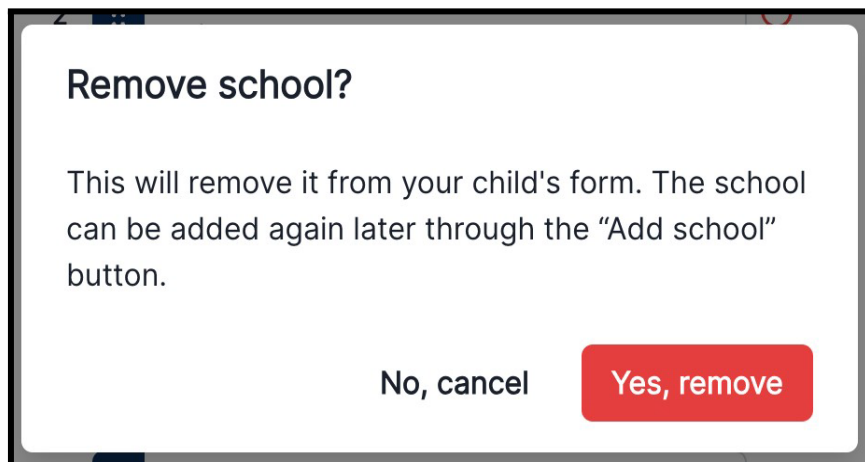 2
Remove school?
This will remove it from your child's form. The school
can be added again later through the “Add school”
button.
No, cancel
Yes, remove